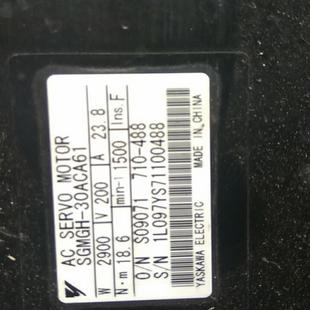 AC SERVO MOTOR
SGMGH-30ACA61
W 2900 V 200 A 23.8
N·m 18.6 min-1 1500 Ins. F
O/N S09071 710-488
S/N 1L097YS71100488
YASKAWA ELECTRIC MADE IN CHINA